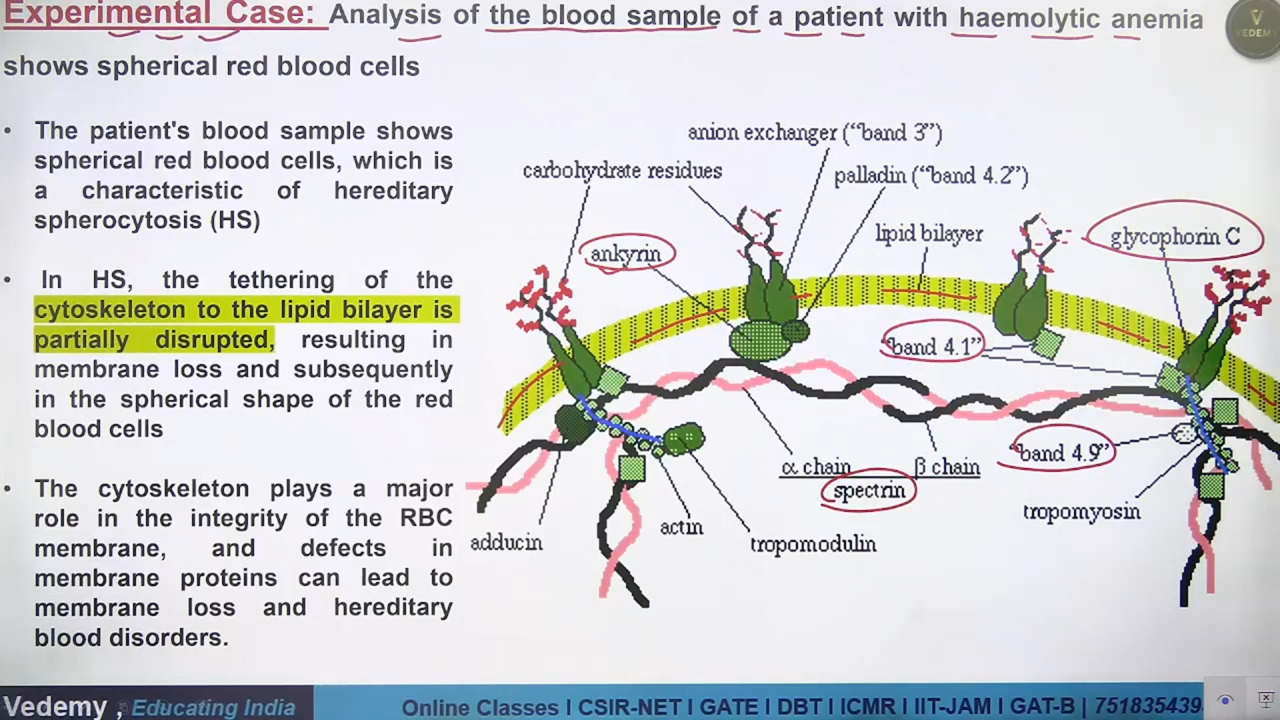 Experimental Case: Analysis of the blood sample of a patient with haemolytic anemia
shows spherical red blood cells
V
VEDEMY
• The patient's blood sample shows
spherical red blood cells, which is
a characteristic of hereditary
spherocytosis (HS)
• In HS, the tethering of the
cytoskeleton to the lipid bilayer is
partially disrupted, resulting in
membrane loss and subsequently
in the spherical shape of the red
blood cells
• The cytoskeleton plays a major
role in the integrity of the RBC
membrane, and defects in
membrane proteins can lead to
membrane loss and hereditary
blood disorders.
anion exchanger (“band 3”)
carbohydrate residues
palladin (“band 4.2”)
ankyrin
lipid bilayer
glycophorin C
“band 4.1”
“band 4.9”
α chain
β chain
spectrin
tropomyosin
actin
adducin
tropomodulin
Vedemy , Educating India
Online Classes I CSIR-NET I GATE I DBT I ICMR I IIT-JAM I GAT-B | 751835439